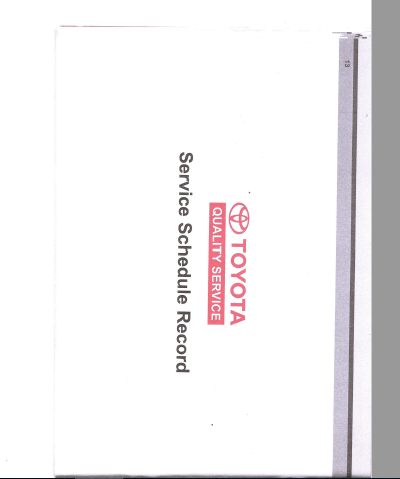 13
TOYOTA
QUALITY SERVICE
Service Schedule Record